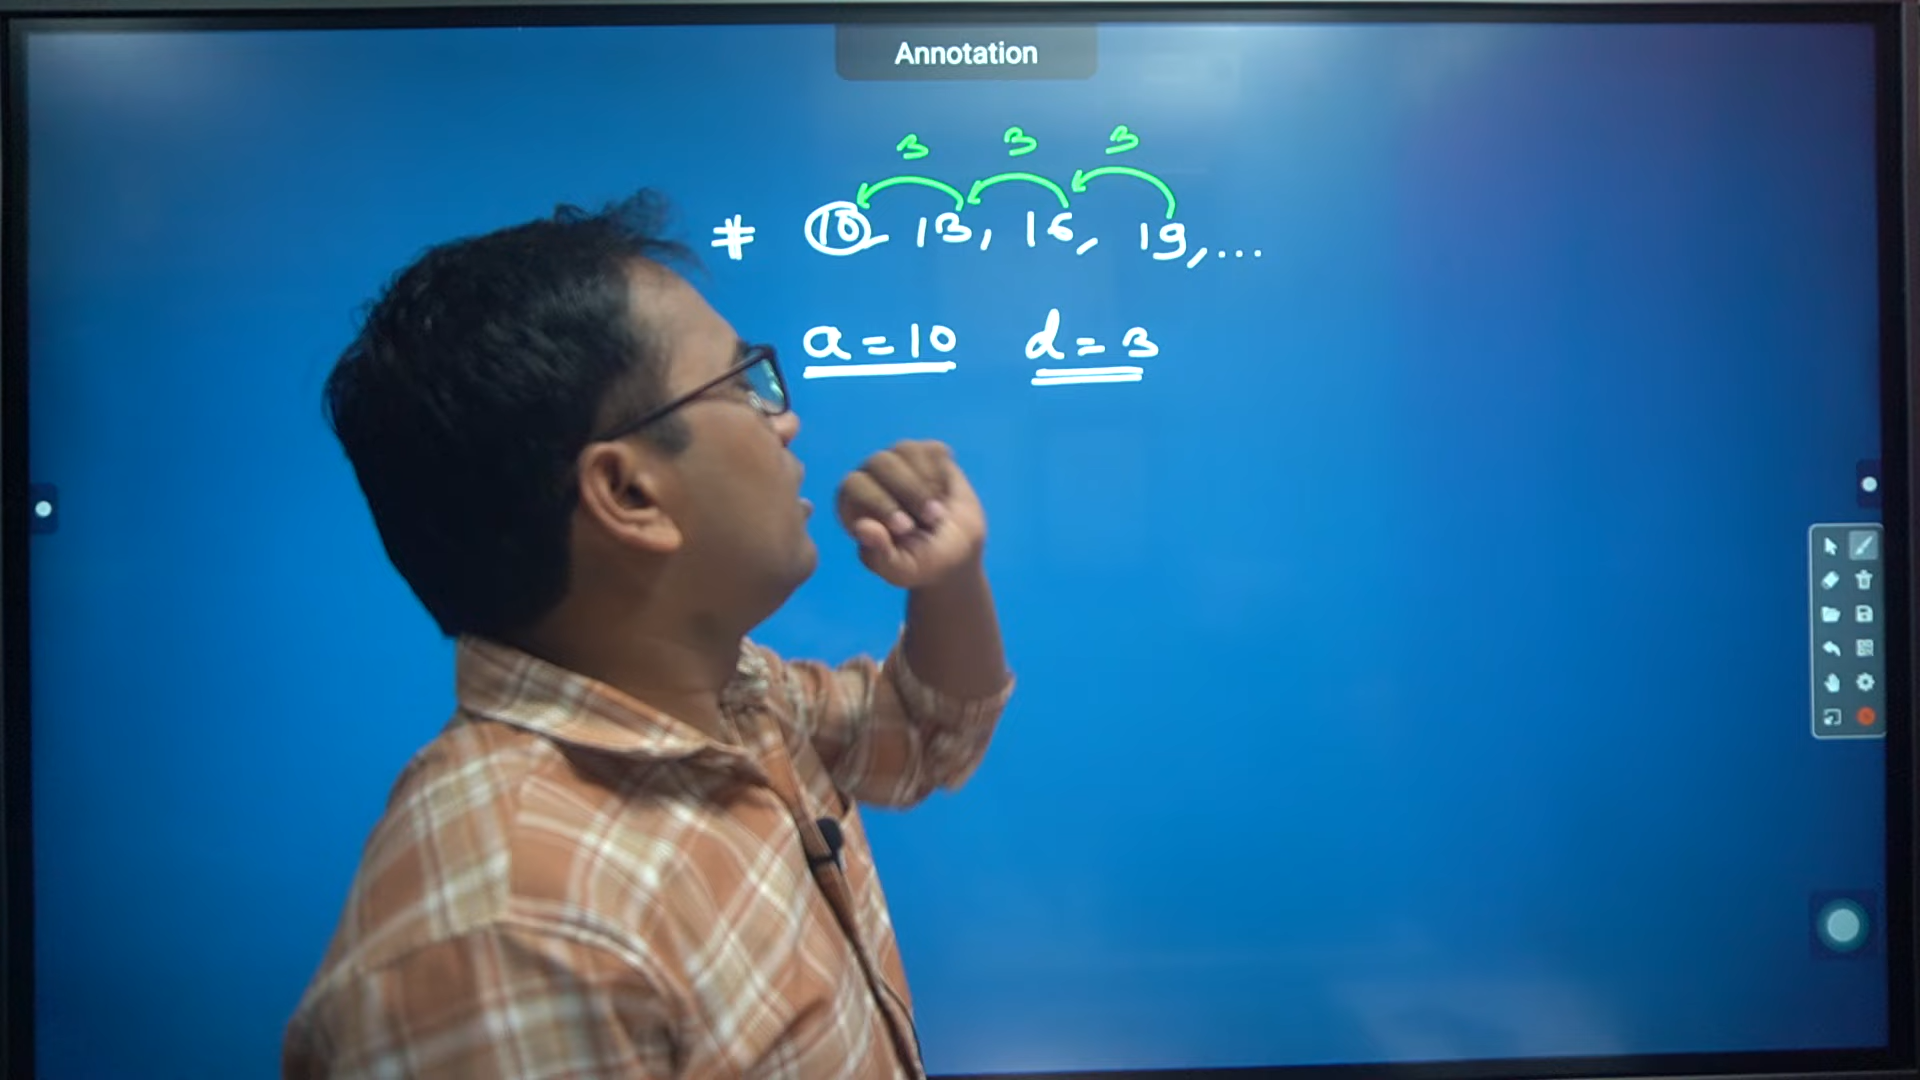 Annotation
3 3 3
* 10, 13, 16, 19, ...
a = 10 d = 3